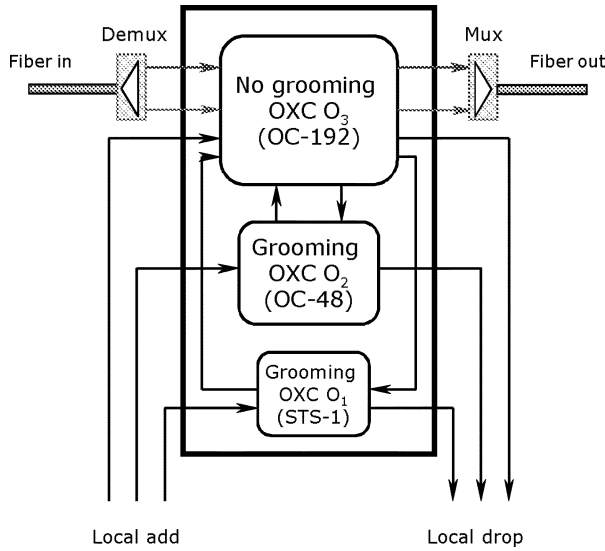 Demux
Mux
Fiber in
Fiber out
No grooming
OXC O₃
(OC-192)
Grooming
OXC O₂
(OC-48)
Grooming
OXC O₁
(STS-1)
Local add
Local drop